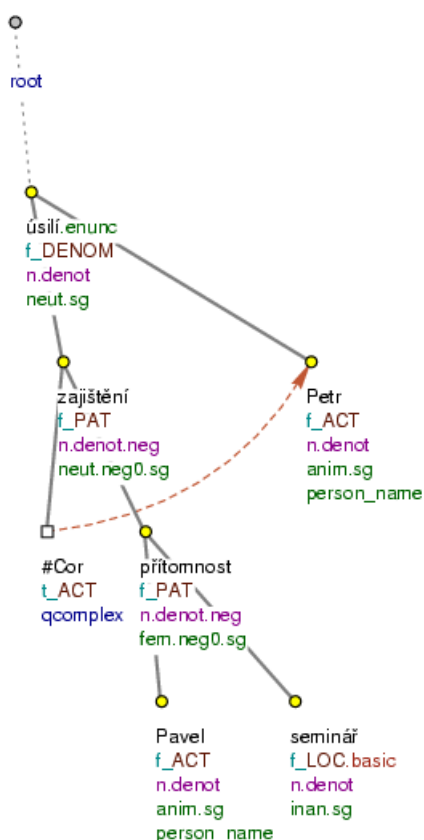 root
úsilí.enunc
f_DENOM
n.denot
neut.sg
zajištění
f_PAT
n.denot.neg
neut.neg0.sg
Petr
f_ACT
n.denot
anim.sg
person_name
#Cor
t_ACT
qcomplex
přítomnost
f_PAT
n.denot.neg
fem.neg0.sg
Pavel
f_ACT
n.denot
anim.sg
person_name
seminář
f_LOC.basic
n.denot
inan.sg